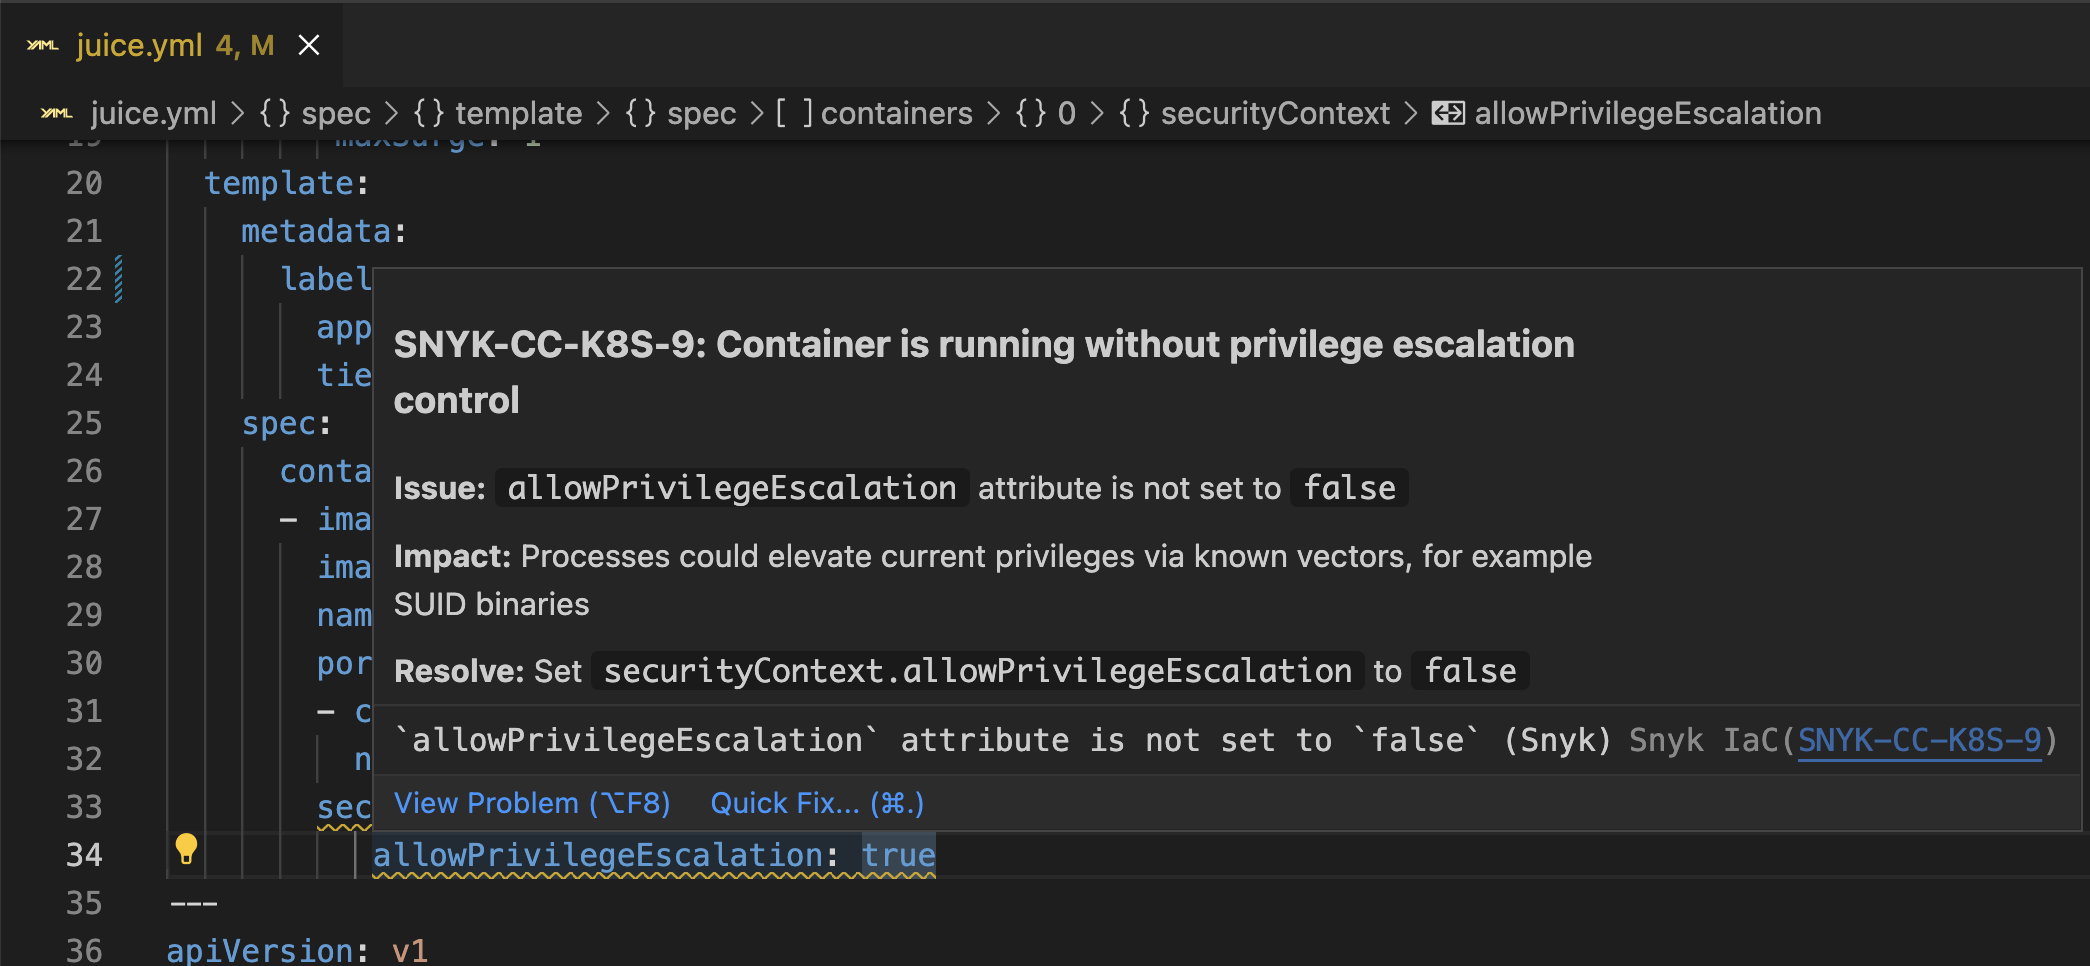 YAML juice.yml 4, M
YAML juice.yml > {} spec > {} template > {} spec > [ ] containers > {} 0 > {} securityContext > allowPrivilegeEscalation
19 maxSurge: 1
20 template:
21 metadata:
22 label
23 app
24 tie
25 spec:
26 conta
27 - ima
28 ima
29 nam
30 por
31 - c
32 n
33 sec
SNYK-CC-K8S-9: Container is running without privilege escalation
control
Issue: allowPrivilegeEscalation attribute is not set to false
Impact: Processes could elevate current privileges via known vectors, for example
SUID binaries
Resolve: Set securityContext.allowPrivilegeEscalation to false
`allowPrivilegeEscalation` attribute is not set to `false` (Snyk) Snyk IaC(SNYK-CC-K8S-9)
View Problem (⌥F8) Quick Fix... (⌘.)
34 allowPrivilegeEscalation: true
35 ---
36 apiVersion: v1